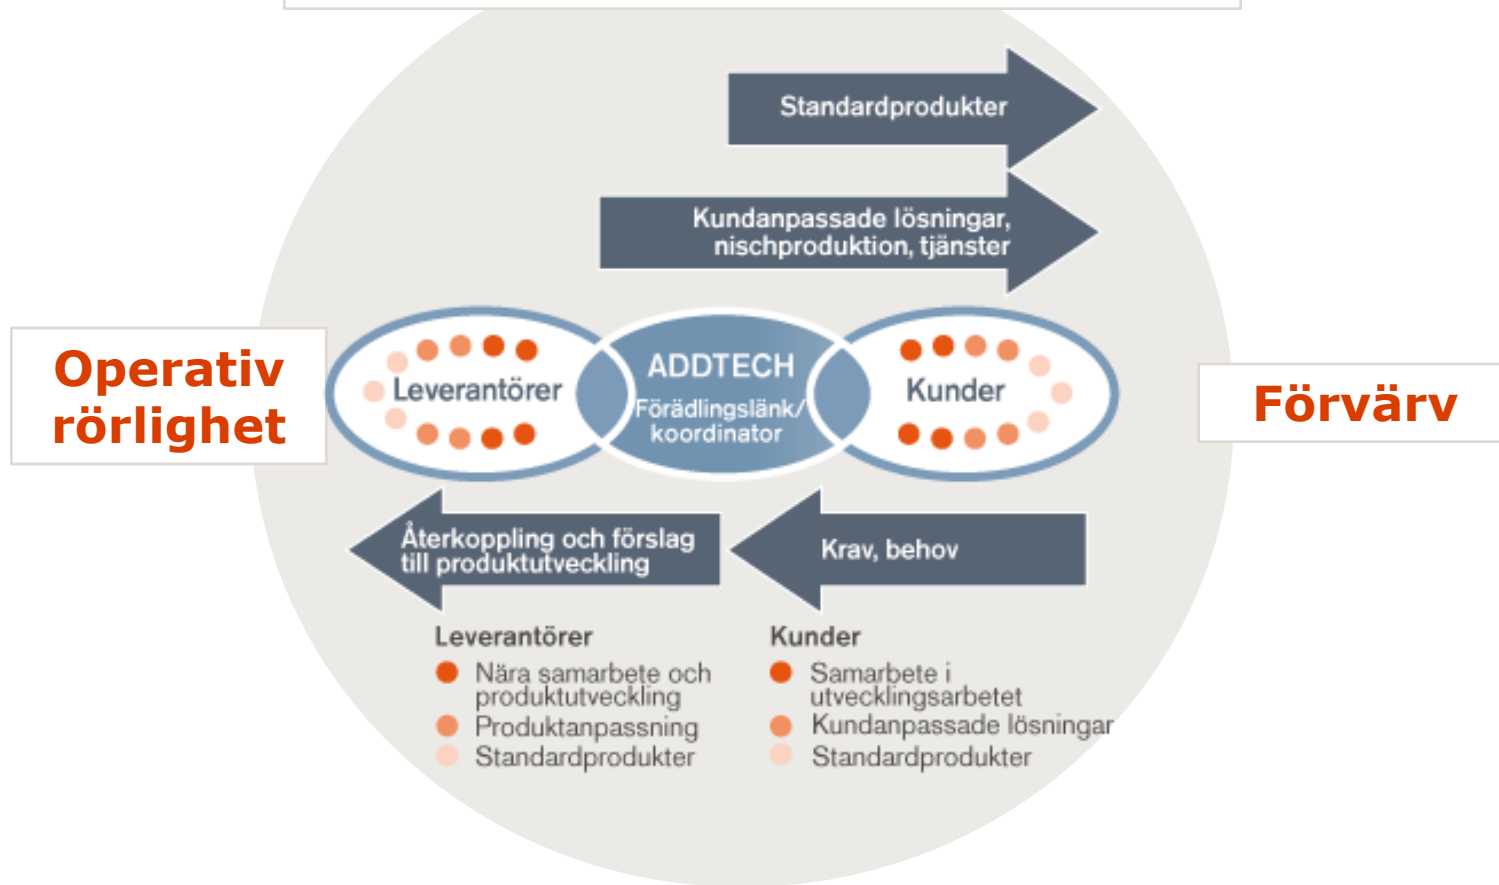 Standardprodukter
Kundanpassade lösningar,
nischproduktion, tjänster
Operativ
rörlighet
Leverantörer
ADDTECH
Förädlingslänk/
koordinator
Kunder
Förvärv
Återkoppling och förslag
till produktutveckling
Krav, behov
Leverantörer
Nära samarbete och
produktutveckling
Produktanpassning
Standardprodukter
Kunder
Samarbete i
utvecklingsarbetet
Kundanpassade lösningar
Standardprodukter